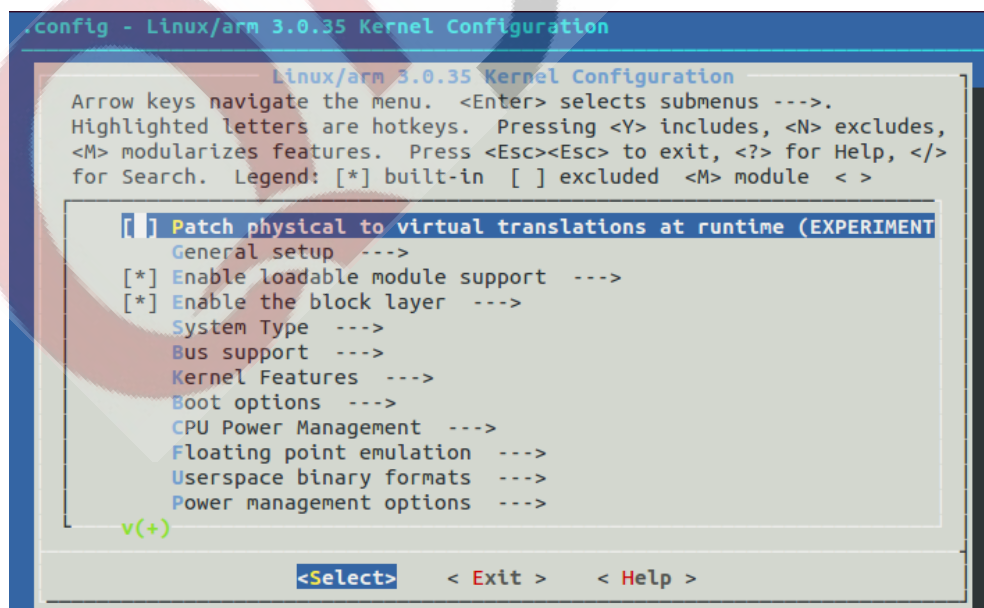 .config - Linux/arm 3.0.35 Kernel Configuration
Linux/arm 3.0.35 Kernel Configuration
Arrow keys navigate the menu.  <Enter> selects submenus --->.
Highlighted letters are hotkeys.  Pressing <Y> includes, <N> excludes,
<M> modularizes features.  Press <Esc><Esc> to exit, <?> for Help, </>
for Search.  Legend: [*] built-in  [ ] excluded  <M> module  < >
[ ] Patch physical to virtual translations at runtime (EXPERIMENT
General setup  --->
[*] Enable loadable module support  --->
[*] Enable the block layer  --->
System Type  --->
Bus support  --->
Kernel Features  --->
Boot options  --->
CPU Power Management  --->
Floating point emulation  --->
Userspace binary formats  --->
Power management options  --->
v(+)
<Select>    < Exit >    < Help >